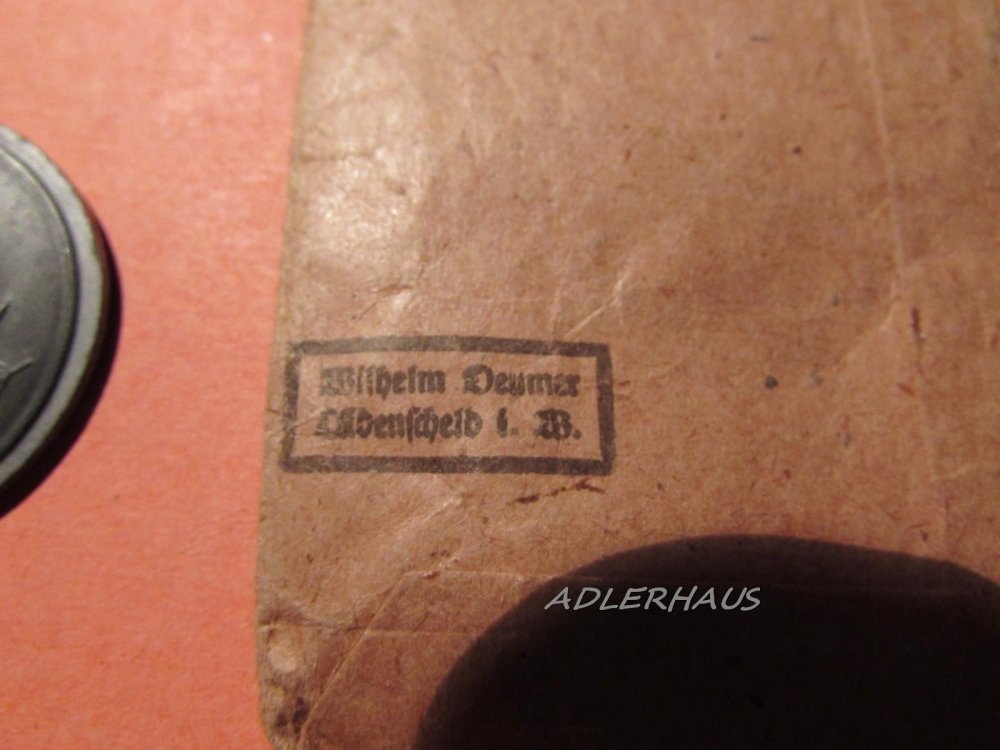 Wilhelm Deumer
Lüdenscheid i. W.
ADLERHAUS